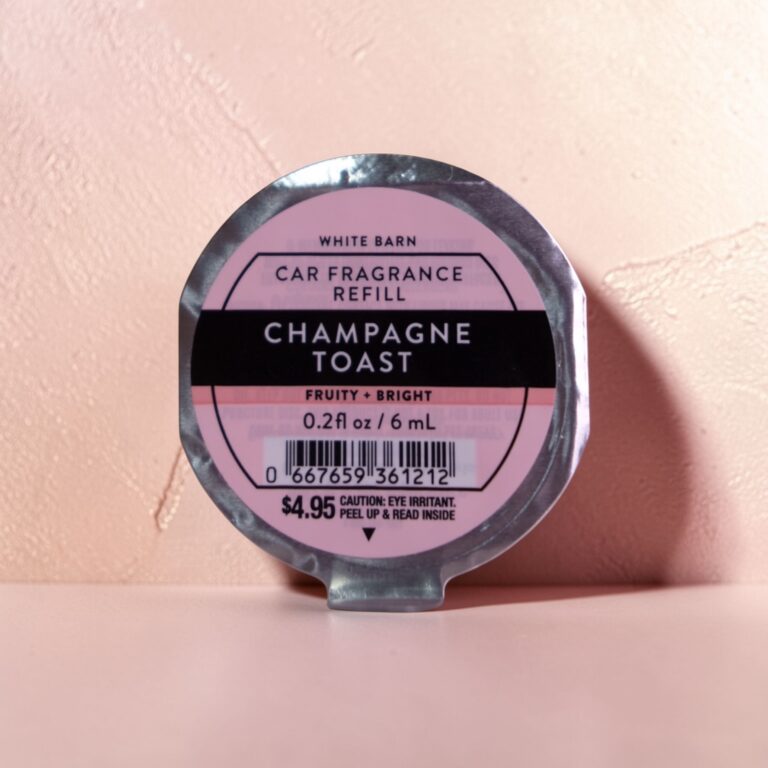 WHITE BARN
CAR FRAGRANCE
REFILL
CHAMPAGNE
TOAST
FRUITY + BRIGHT
0.2fl oz / 6 mL
0 667659 361212
$4.95 CAUTION: EYE IRRITANT.
PEEL UP & READ INSIDE